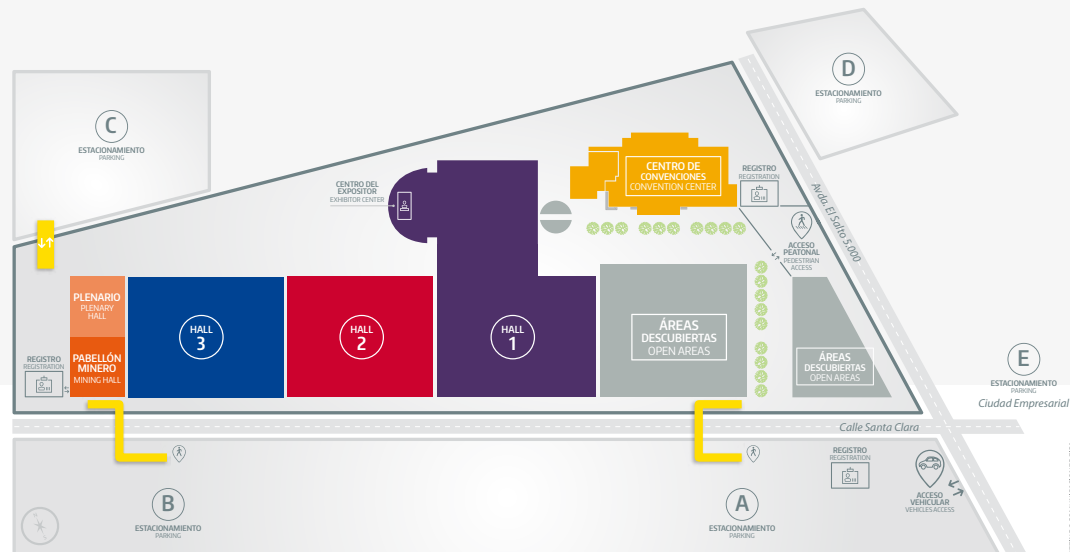 D
ESTACIONAMIENTO
PARKING
C
ESTACIONAMIENTO
PARKING
CENTRO DE
CONVENCIONES
CONVENTION CENTER
REGISTRO
REGISTRATION
CENTRO DEL
EXPOSITOR
EXHIBITOR CENTER
Avda. El Salto 5.000
ACCESO
PEATONAL
PEDESTRIAN
ACCESS
PLENARIO
PLENARY
HALL
HALL
3
HALL
2
HALL
1
ÁREAS
DESCUBIERTAS
OPEN AREAS
ÁREAS
DESCUBIERTAS
OPEN AREAS
PABELLÓN
MINERO
MINING HALL
REGISTRO
REGISTRATION
E
ESTACIONAMIENTO
PARKING
Ciudad Empresarial
Calle Santa Clara
REGISTRO
REGISTRATION
ACCESO
VEHICULAR
VEHICLES ACCESS
B
ESTACIONAMIENTO
PARKING
A
ESTACIONAMIENTO
PARKING